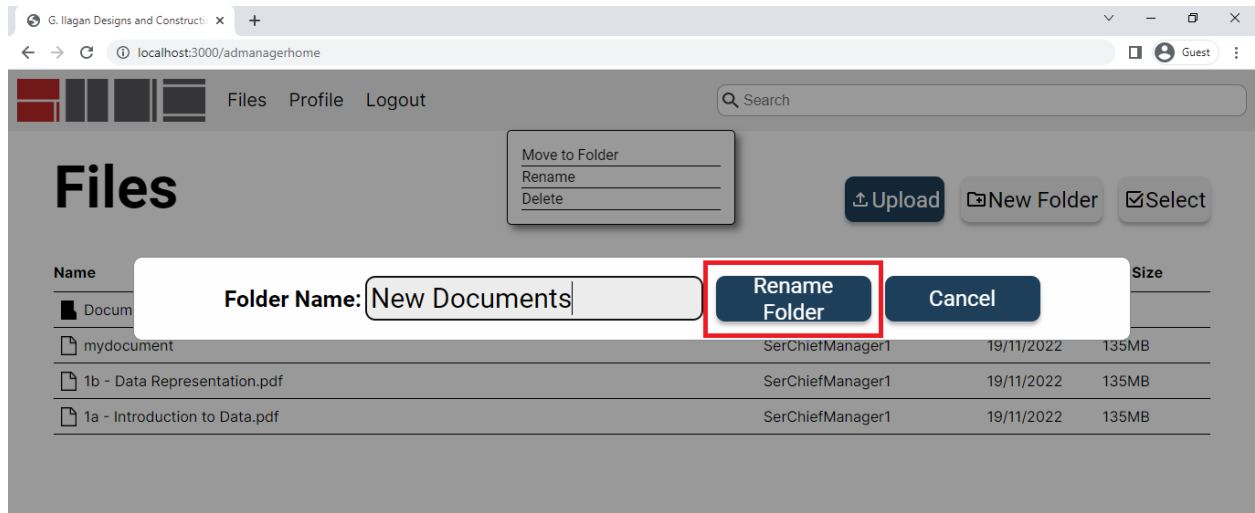 G. Ilagan Designs and Constructi
localhost:3000/admanagerhome
Guest
Files Profile Logout
Search
Move to Folder
Rename
Delete
Files
Upload
New Folder
Select
Name
Size
Folder Name:
New Documents
Rename
Folder
Cancel
Docum
mydocument SerChiefManager1 19/11/2022 135MB
1b - Data Representation.pdf SerChiefManager1 19/11/2022 135MB
1a - Introduction to Data.pdf SerChiefManager1 19/11/2022 135MB